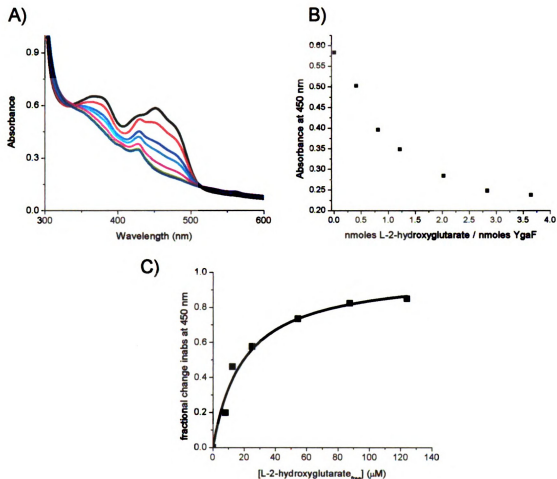 A)
0.9
0.6
0.3
0.0
Absorbance
300
400
500
600
Wavelength (nm)
B)
0.60
0.55
0.50
0.45
0.40
0.35
0.30
0.25
0.20
Absorbance at 450 nm
0.0 0.5 1.0 1.5 2.0 2.5 3.0 3.5 4.0
nmoles L-2-hydroxyglutarate / nmoles YgaF
C)
1.0
0.8
0.6
0.4
0.2
0.0
fractional change inabs at 450 nm
0 20 40 60 80 100 120 140
[L-2-hydroxyglutarate free] (μM)